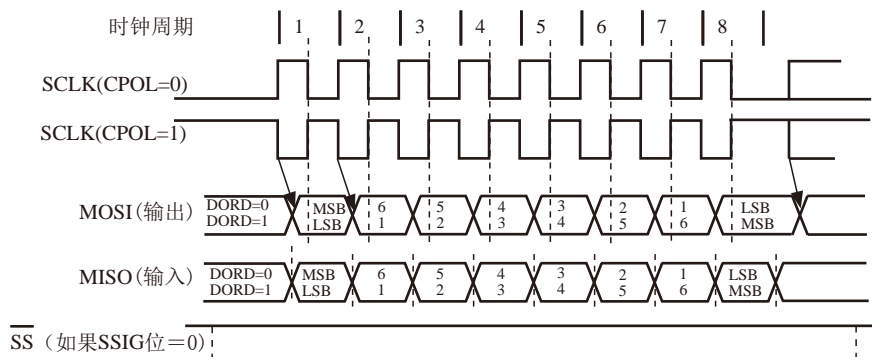 时钟周期 1 2 3 4 5 6 7 8
SCLK(CPOL=0)
SCLK(CPOL=1)
MOSI(输出) DORD=0 MSB 6 5 4 3 2 1 LSB
DORD=1 LSB 1 2 3 4 5 6 MSB
MISO(输入) DORD=0 MSB 6 5 4 3 2 1 LSB
DORD=1 LSB 1 2 3 4 5 6 MSB
SS(如果SSIG位=0)